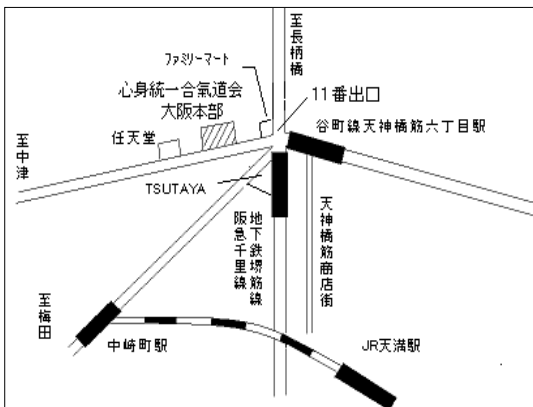 至長柄橋
ファミリーマート
心身統一合氣道会
大阪本部
11番出口
谷町線天神橋筋六丁目駅
任天堂
至中津
TSUTAYA
地下鉄堺筋線
阪急千里線
天神橋筋商店街
至梅田
中崎町駅
JR天満駅